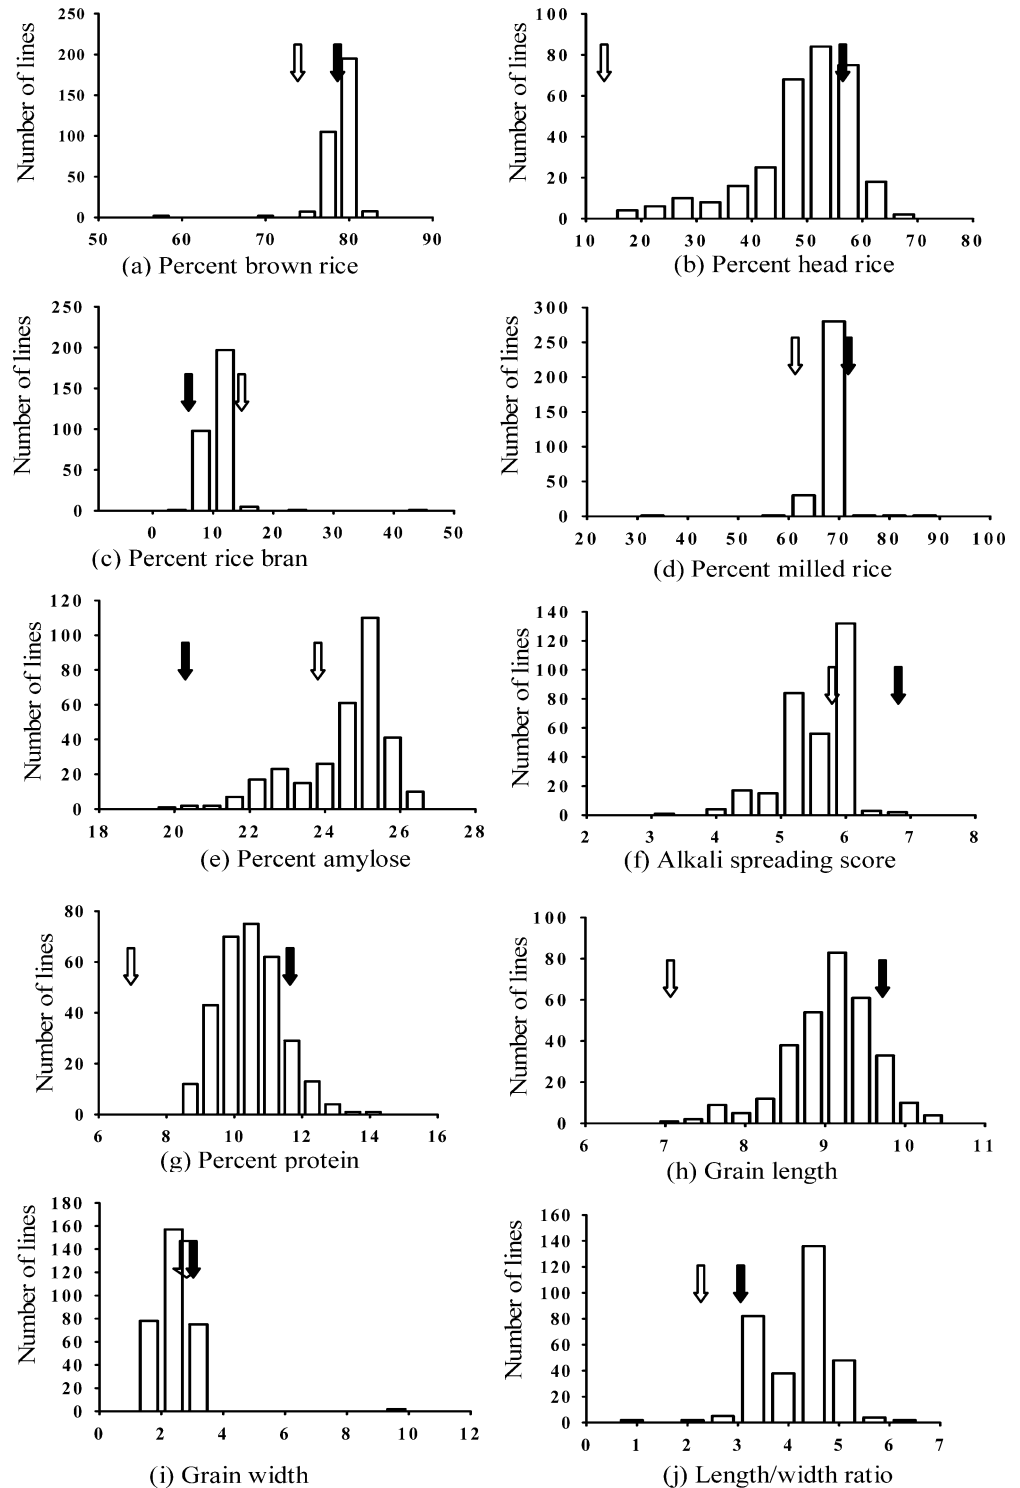 Number of lines
250
200
150
100
50
0
50 60 70 80 90
(a) Percent brown rice
Number of lines
100
80
60
40
20
0
10 20 30 40 50 60 70 80
(b) Percent head rice
Number of lines
250
200
150
100
50
0
0 10 20 30 40 50
(c) Percent rice bran
Number of lines
300
250
200
150
100
50
0
20 30 40 50 60 70 80 90 100
(d) Percent milled rice
Number of lines
120
100
80
60
40
20
0
18 20 22 24 26 28
(e) Percent amylose
Number of lines
140
120
100
80
60
40
20
0
2 3 4 5 6 7 8
(f) Alkali spreading score
Number of lines
80
60
40
20
0
6 8 10 12 14 16
(g) Percent protein
Number of lines
100
80
60
40
20
0
6 7 8 9 10 11
(h) Grain length
Number of lines
180
160
140
120
100
80
60
40
20
0
0 2 4 6 8 10 12
(i) Grain width
Number of lines
160
140
120
100
80
60
40
20
0
0 1 2 3 4 5 6 7
(j) Length/width ratio